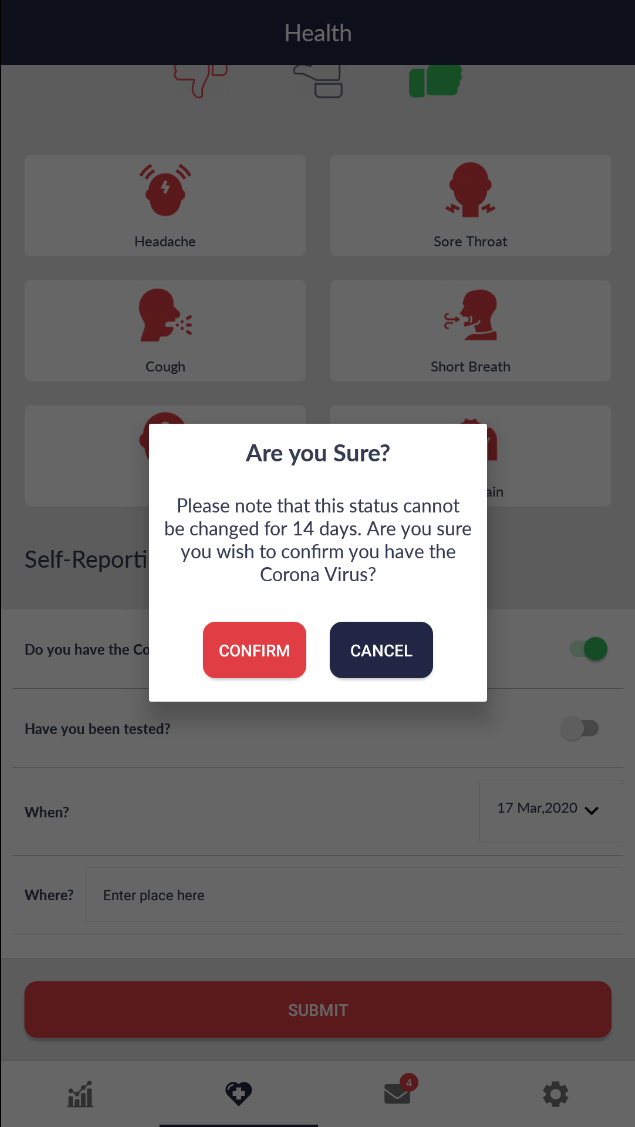 Health
Headache
Sore Throat
Cough
Short Breath
ain
Are you Sure?
Please note that this status cannot
be changed for 14 days. Are you sure
you wish to confirm you have the
Corona Virus?
CONFIRM
CANCEL
Self-Reporti
Do you have the Co
Have you been tested?
When?
17 Mar,2020
Where?
Enter place here
SUBMIT
4